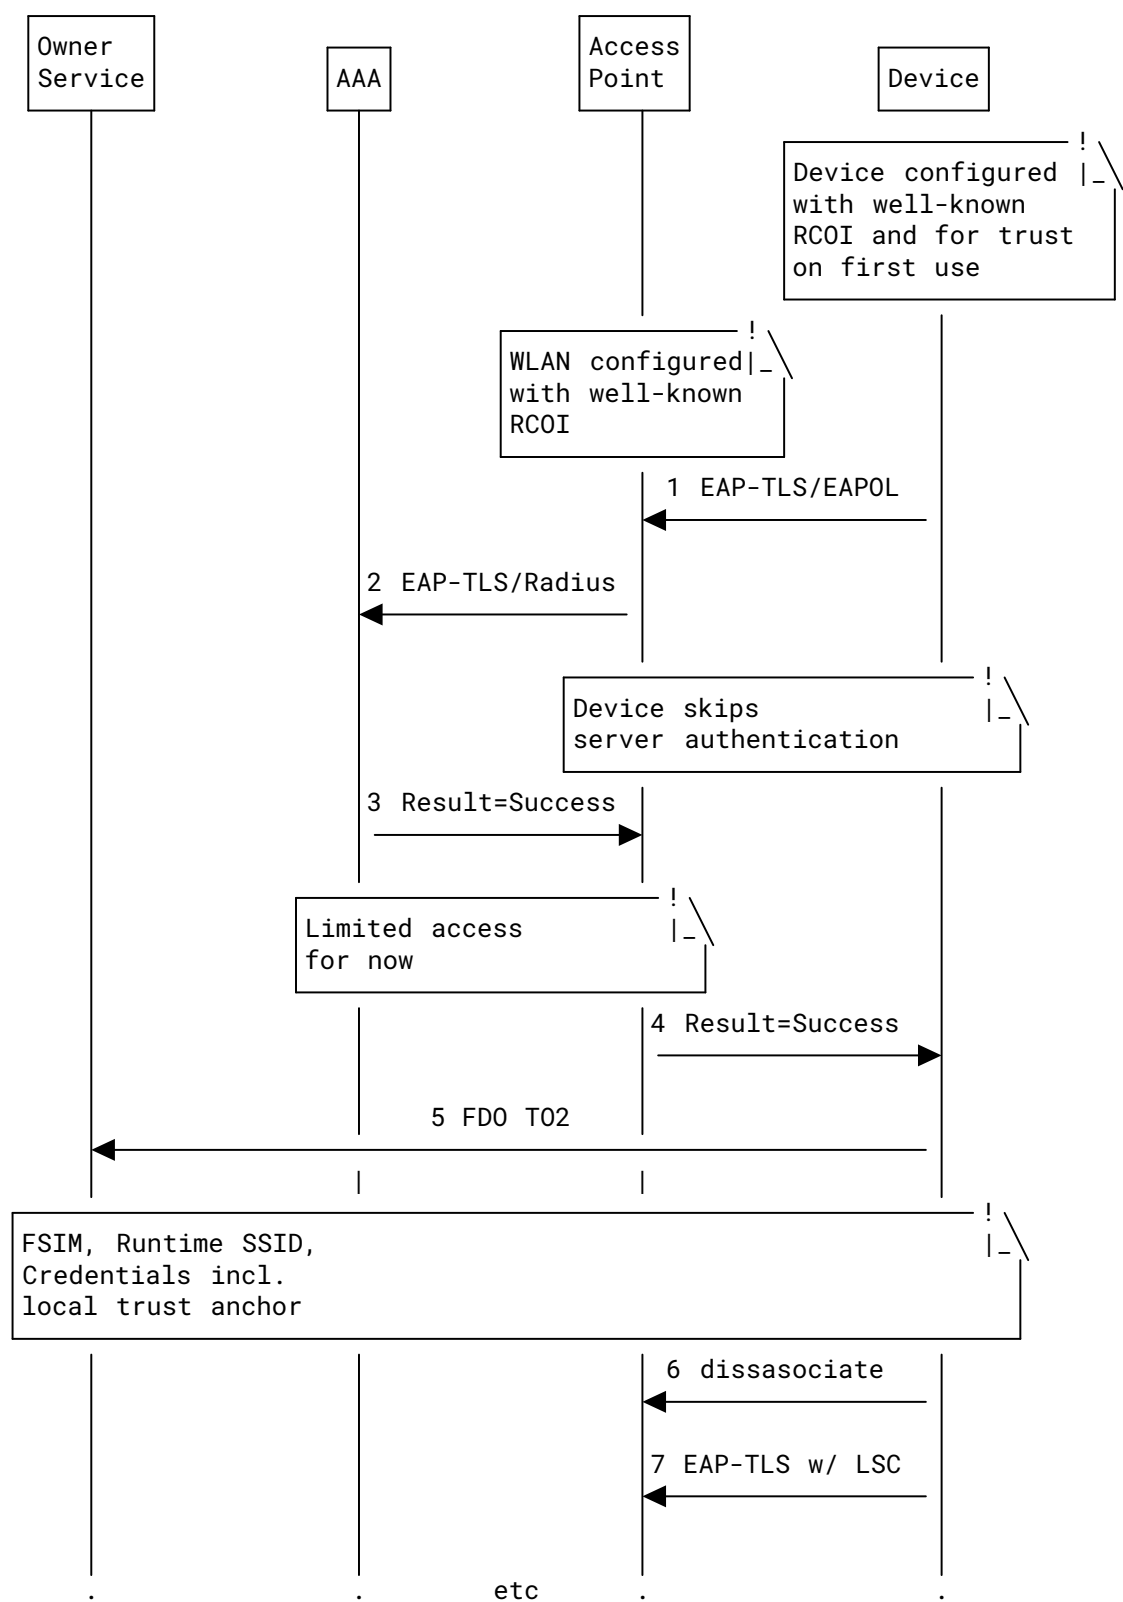 Owner
Service
AAA
Access
Point
Device
Device configured
with well-known
RCOI and for trust
on first use
WLAN configured
with well-known
RCOI
1 EAP-TLS/EAPOL
2 EAP-TLS/Radius
Device skips
server authentication
3 Result=Success
Limited access
for now
4 Result=Success
5 FDO TO2
FSIM, Runtime SSID,
Credentials incl.
local trust anchor
6 dissasociate
7 EAP-TLS w/ LSC
. . etc . .